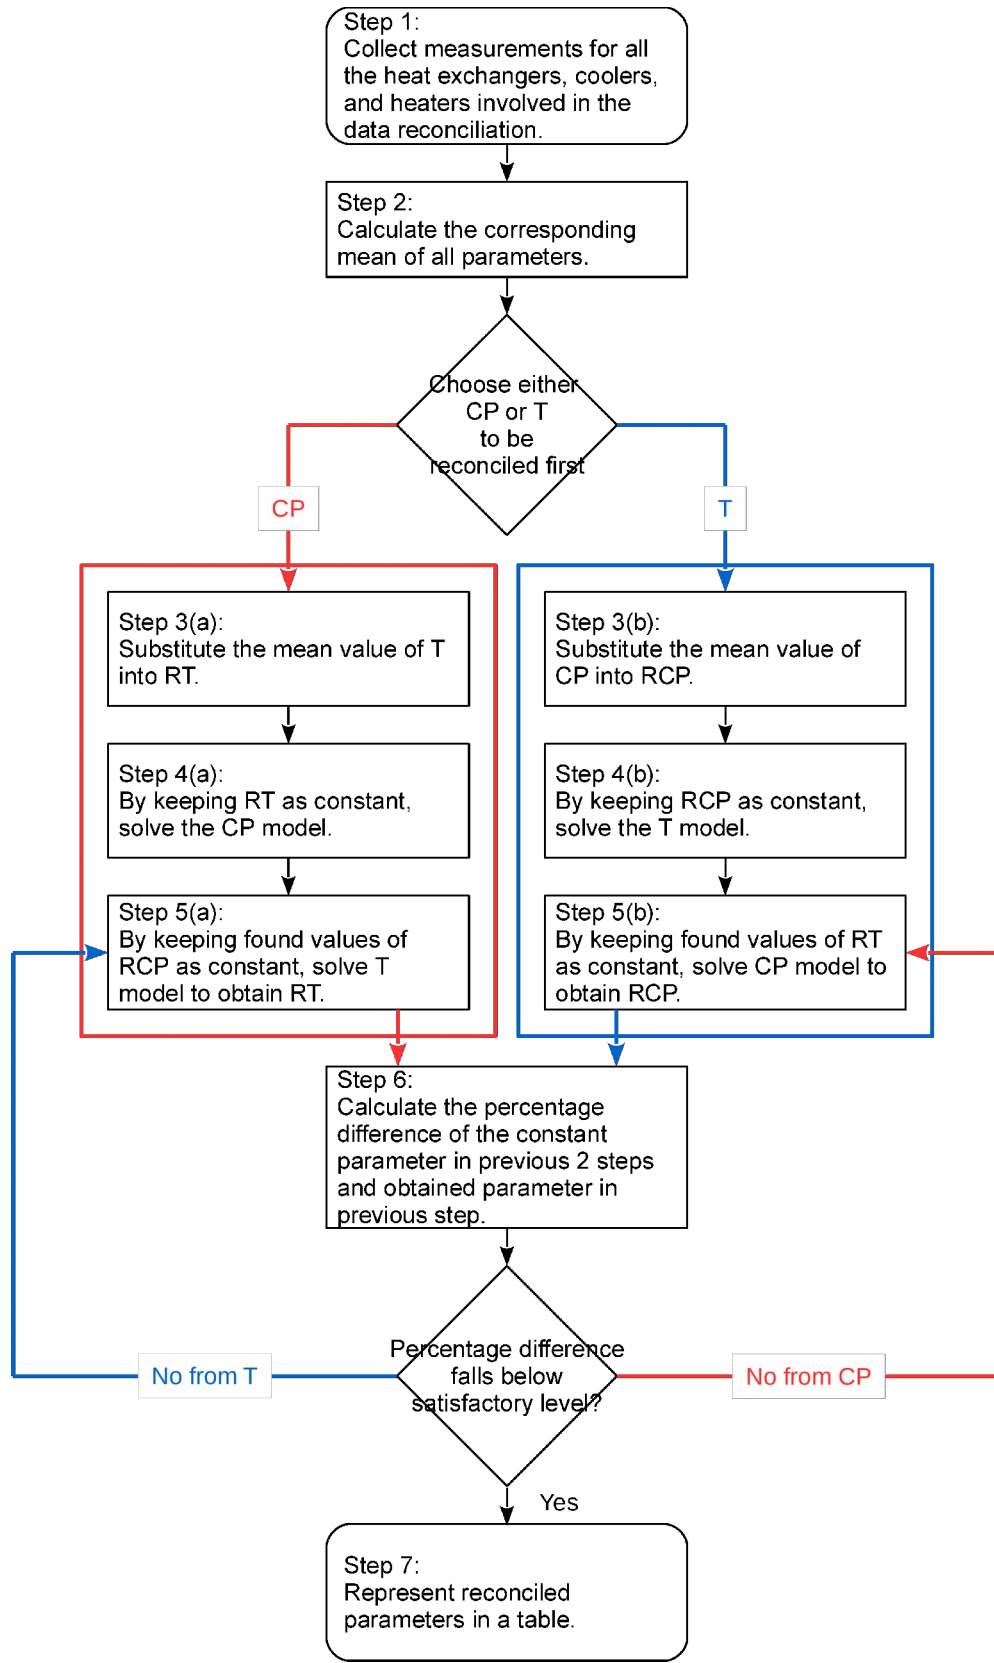 Step 1:
Collect measurements for all
the heat exchangers, coolers,
and heaters involved in the
data reconciliation.
Step 2:
Calculate the corresponding
mean of all parameters.
Choose either
CP or T
to be
reconciled first
CP
T
Step 3(a):
Substitute the mean value of T
into RT.
Step 3(b):
Substitute the mean value of
CP into RCP.
Step 4(a):
By keeping RT as constant,
solve the CP model.
Step 4(b):
By keeping RCP as constant,
solve the T model.
Step 5(a):
By keeping found values of
RCP as constant, solve T
model to obtain RT.
Step 5(b):
By keeping found values of RT
as constant, solve CP model to
obtain RCP.
Step 6:
Calculate the percentage
difference of the constant
parameter in previous 2 steps
and obtained parameter in
previous step.
Percentage difference
falls below
satisfactory level?
No from T
No from CP
Yes
Step 7:
Represent reconciled
parameters in a table.